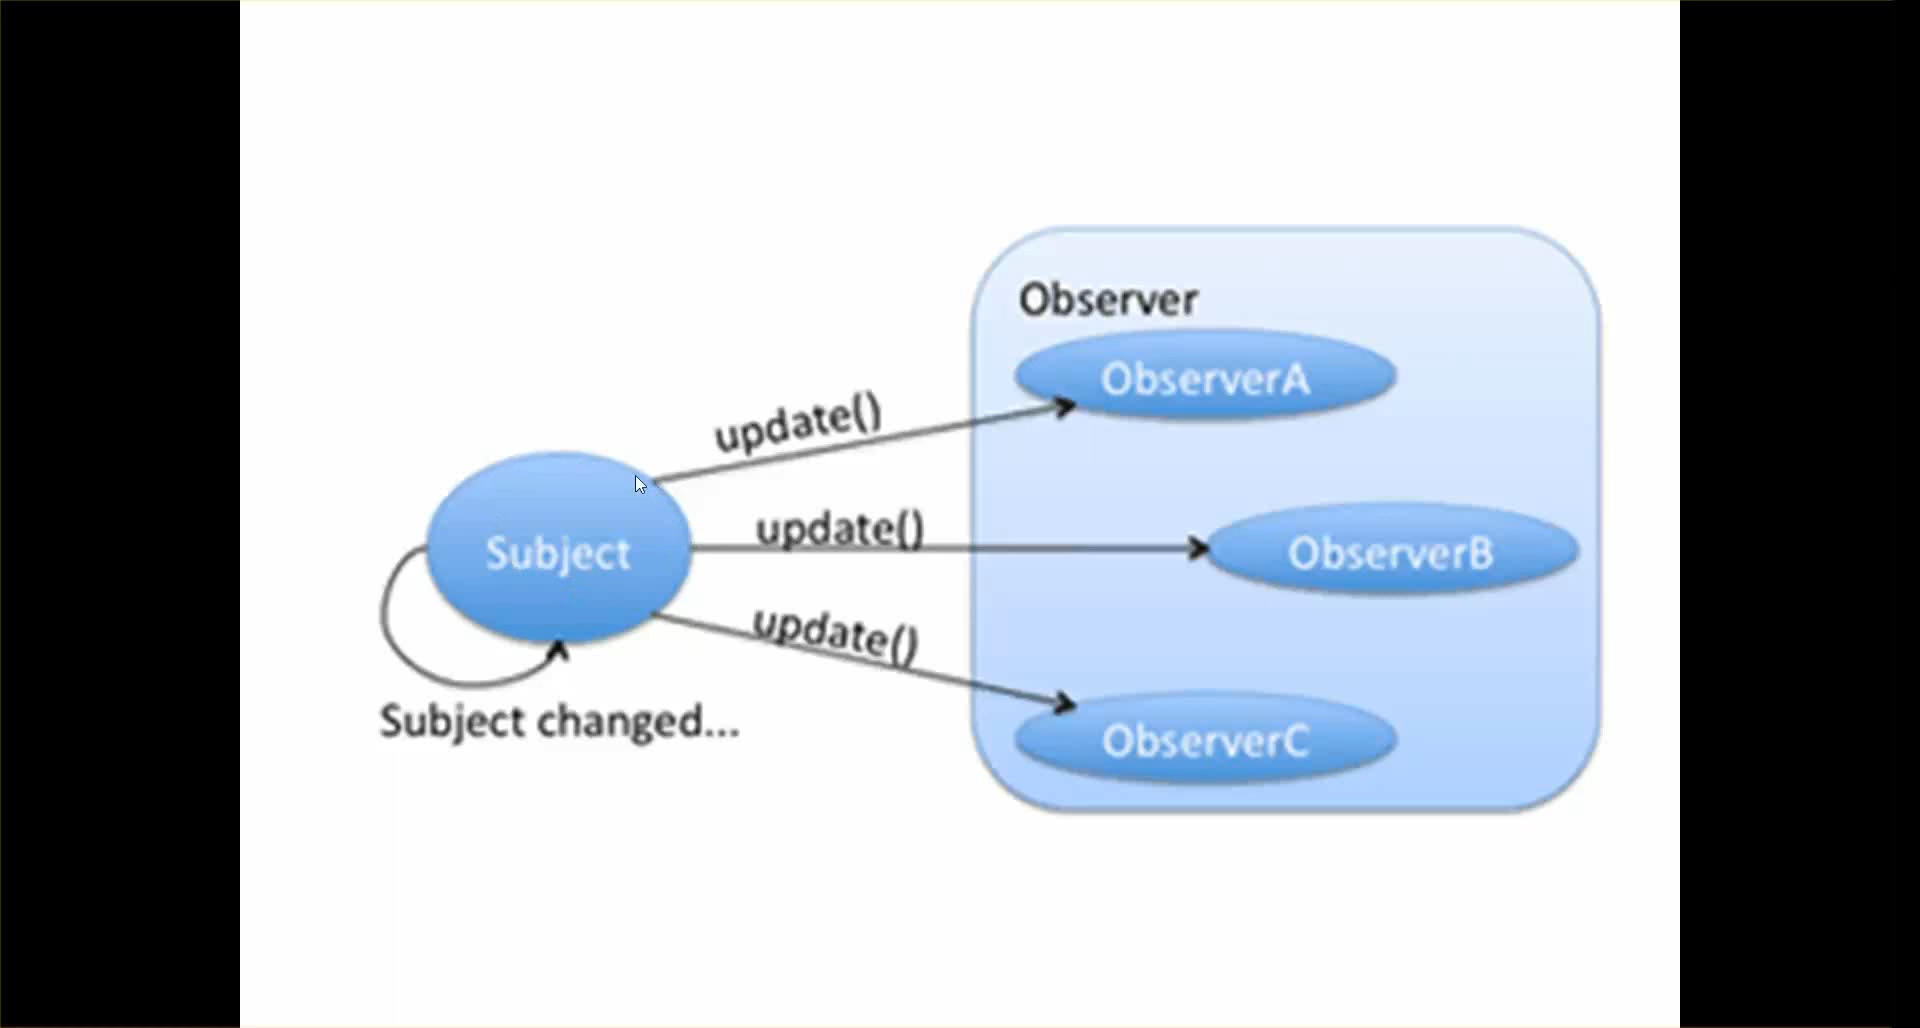 Observer
ObserverA
update()
update()
Subject
ObserverB
update()
Subject changed...
ObserverC